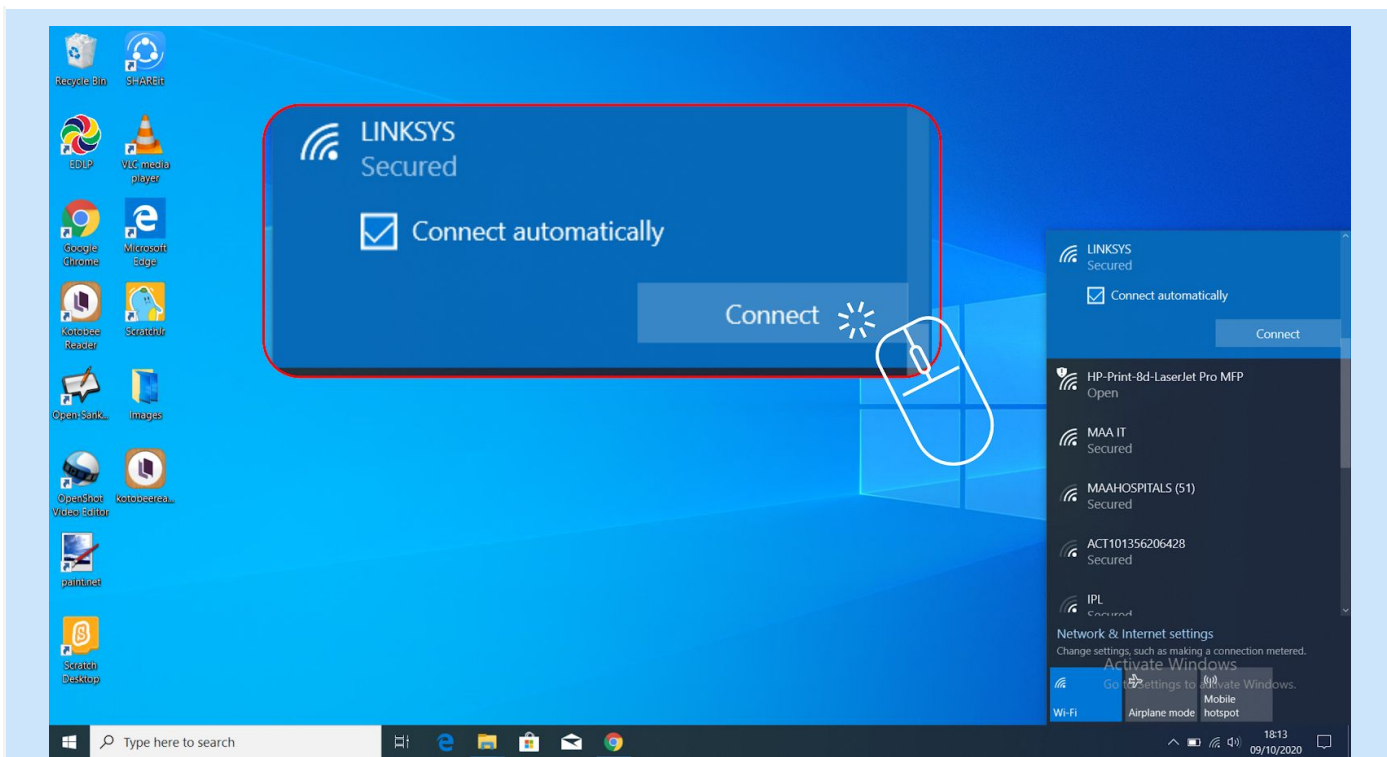 Recycle Bin
SHAREit
EDLP
VLC media
player
Google
Chrome
Microsoft
Edge
Kotobee
Reader
ScratchJr
Open-Sank...
Images
OpenShot
Video Editor
kotobeerea...
paint.net
Scratch
Desktop
LINKSYS
Secured
Connect automatically
Connect
LINKSYS
Secured
Connect automatically
Connect
HP-Print-8d-LaserJet Pro MFP
Open
MAA IT
Secured
MAAHOSPITALS (51)
Secured
ACT101356206428
Secured
IPL
Secured
Network & Internet settings
Change settings, such as making a connection metered.
Activate Windows
Go to Settings to activate Windows.
Wi-Fi
Airplane mode
Mobile
hotspot
Type here to search
18:13
09/10/2020